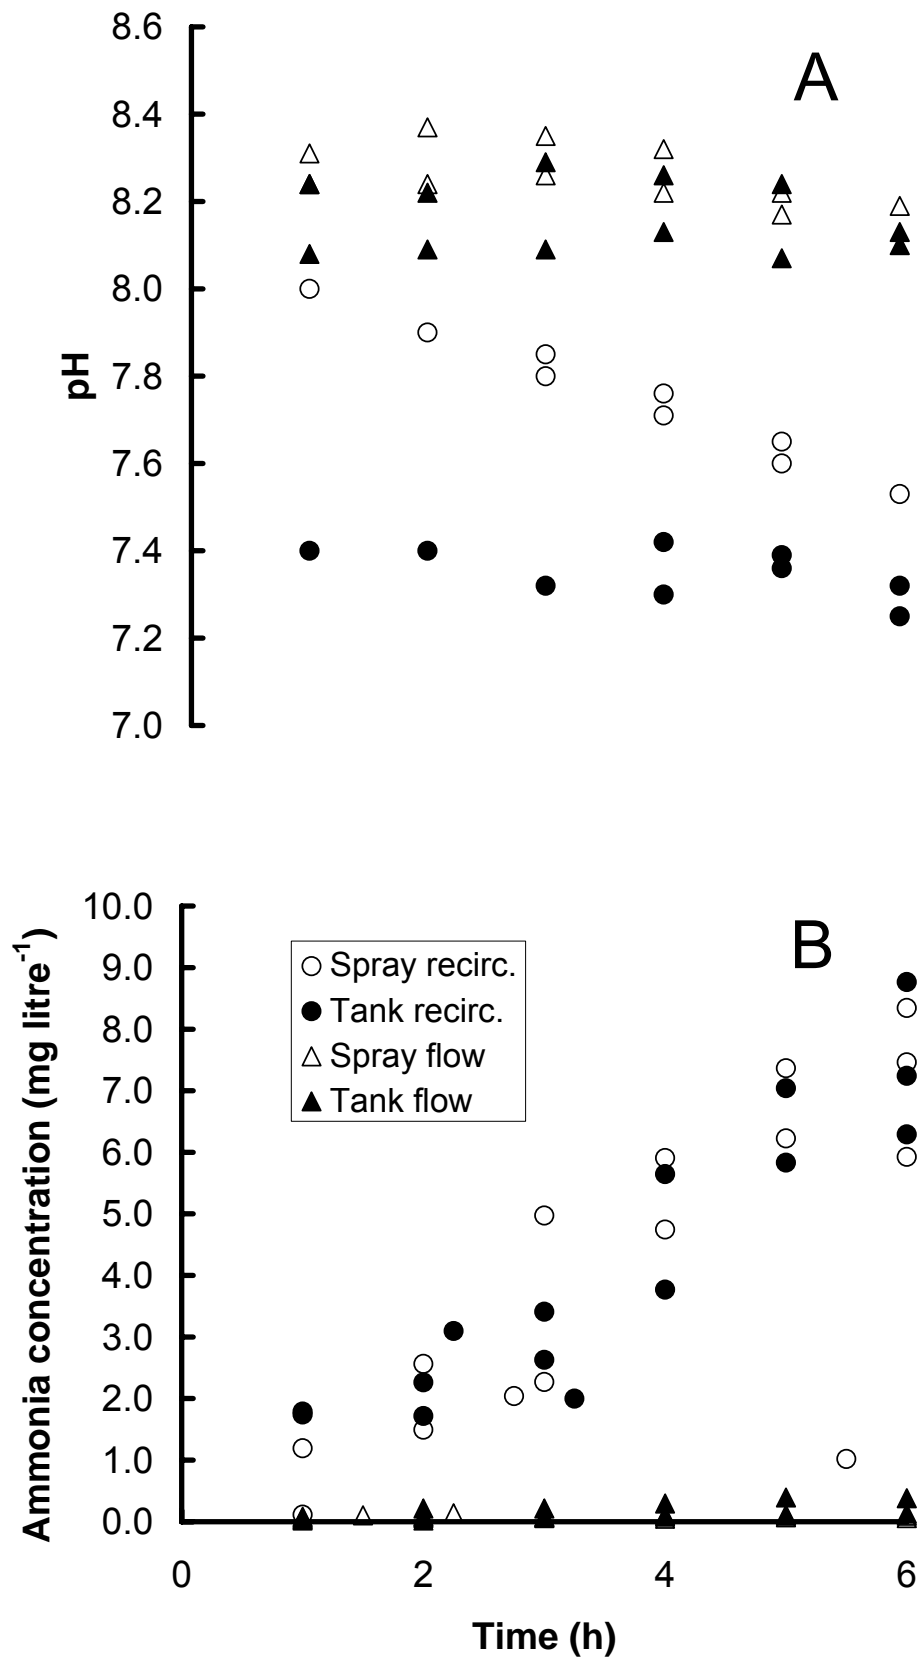 A
8.6
8.4
8.2
8.0
7.8
7.6
7.4
7.2
7.0
pH
B
10.0
9.0
8.0
7.0
6.0
5.0
4.0
3.0
2.0
1.0
0.0
Ammonia concentration (mg litre⁻¹)
Spray recirc.
Tank recirc.
Spray flow
Tank flow
0 2 4 6
Time (h)